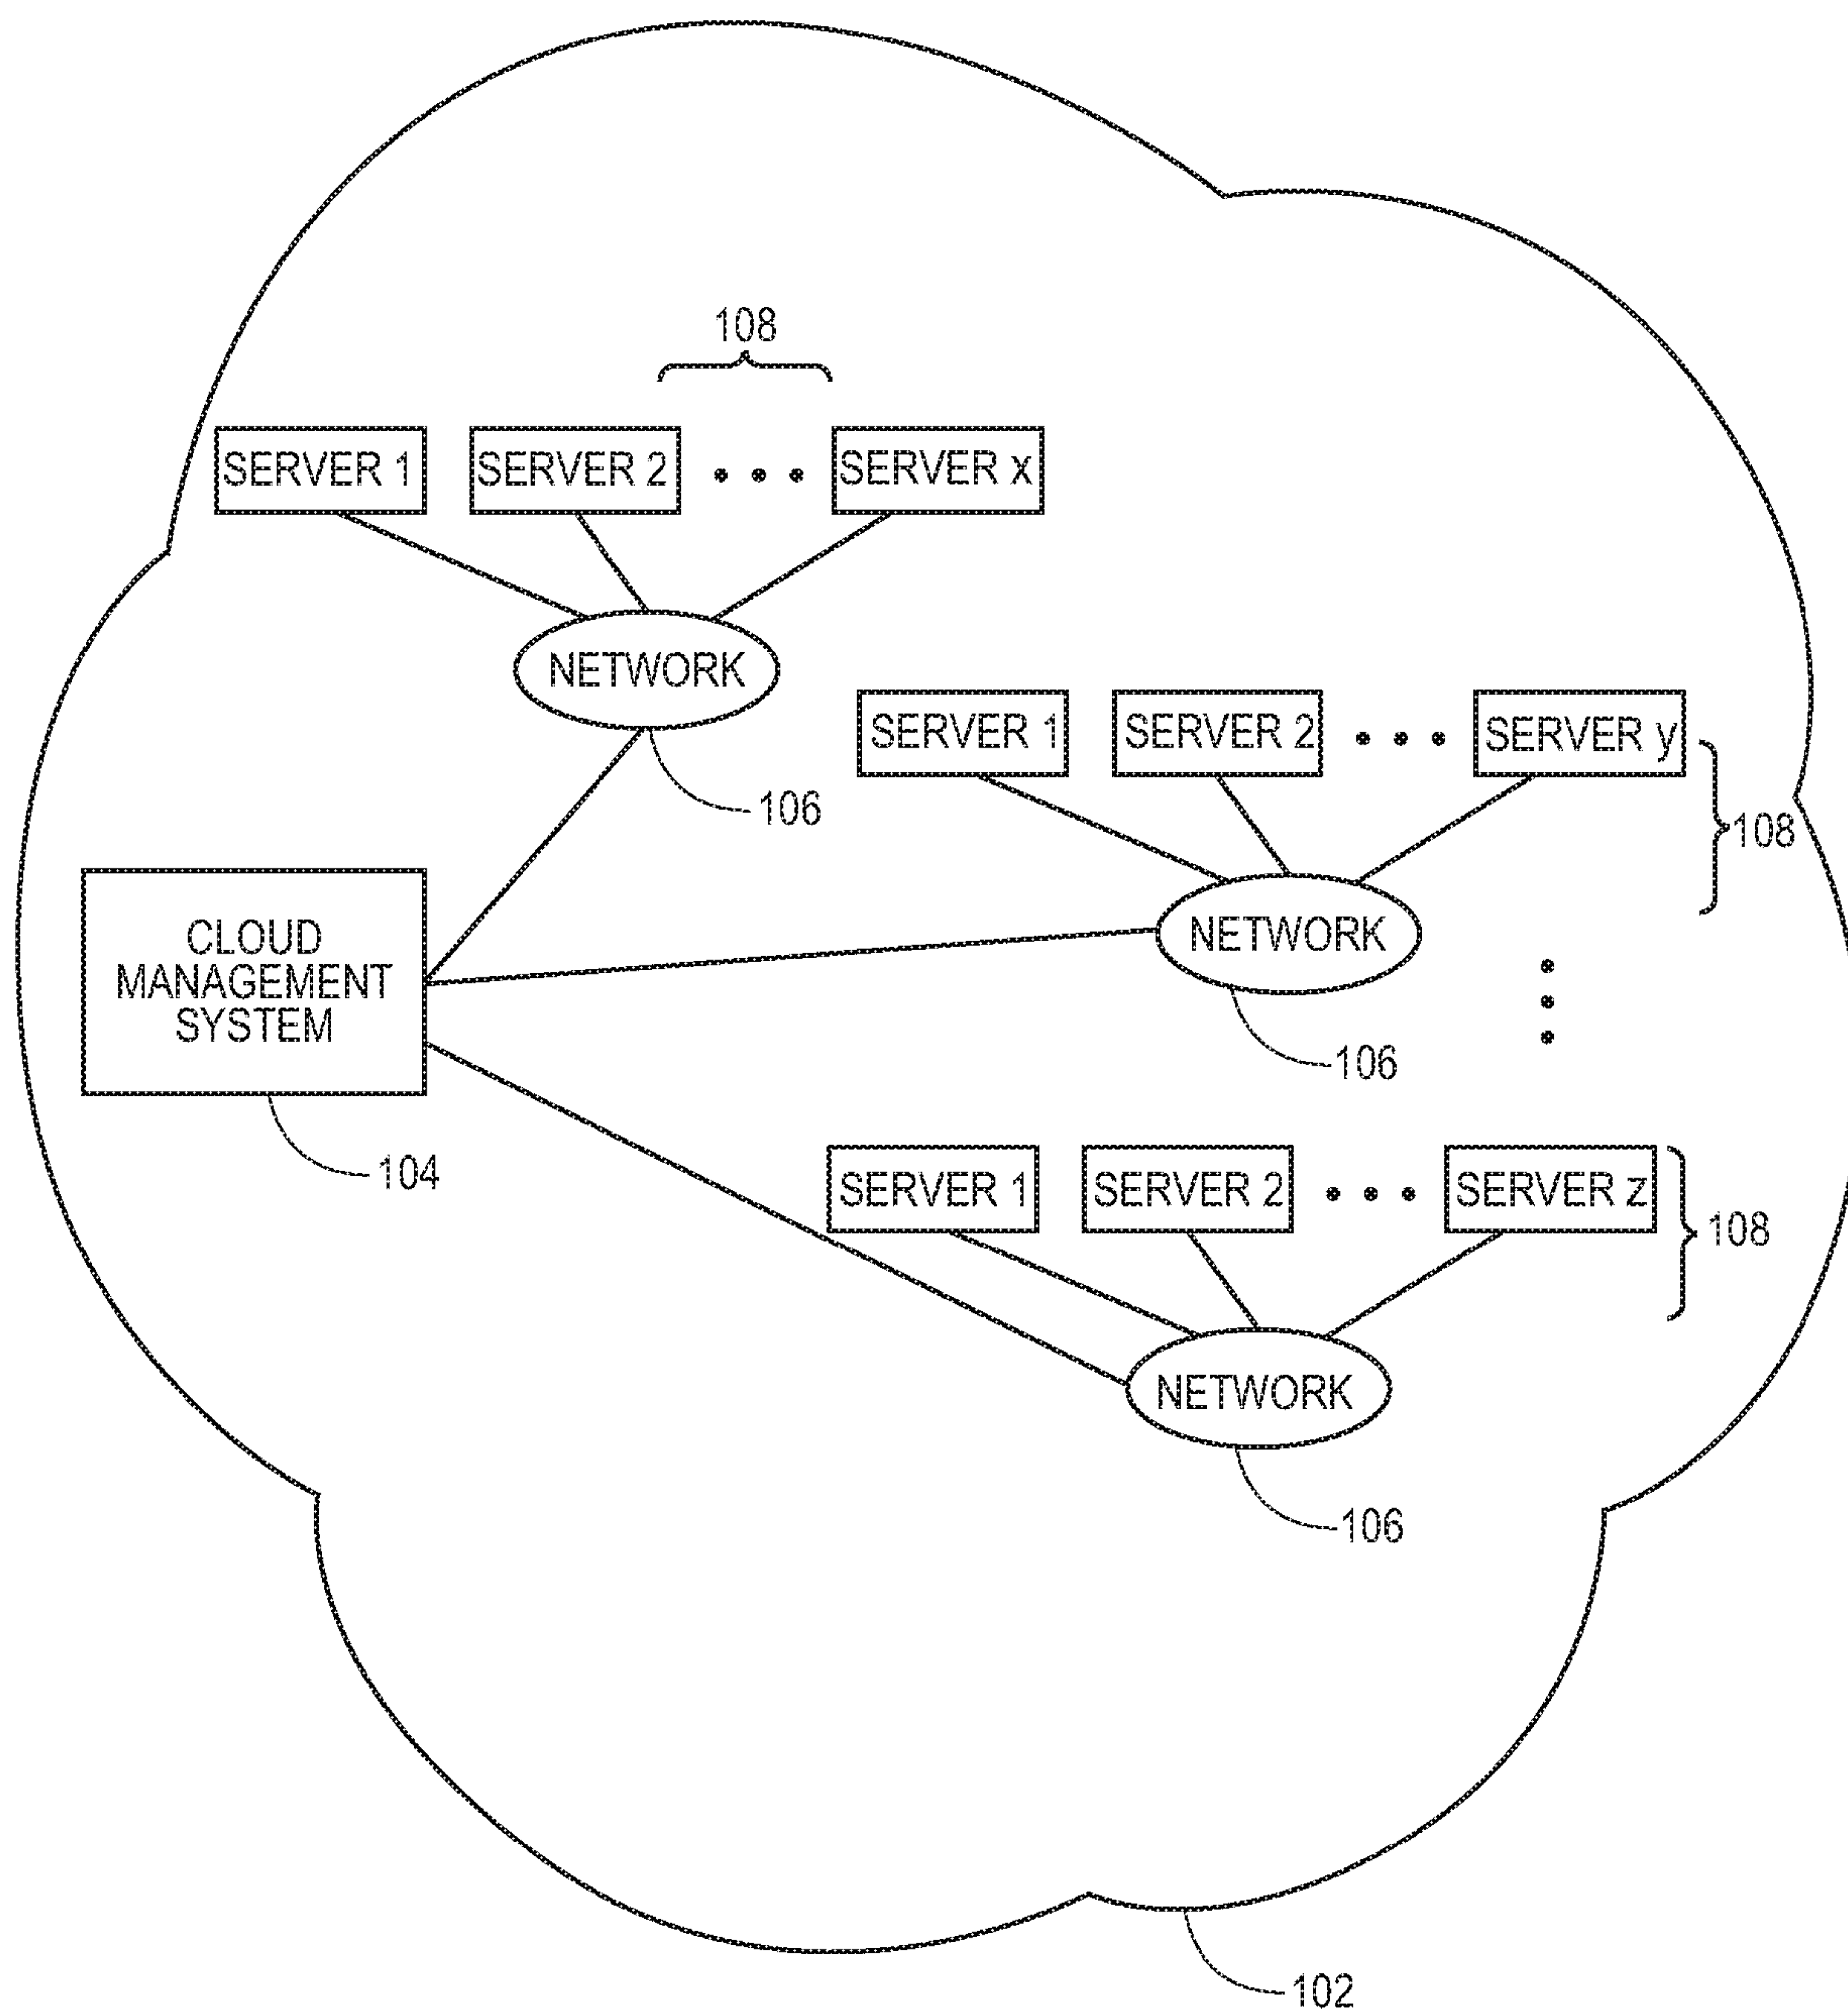 108
SERVER 1 SERVER 2 • • • SERVER x
NETWORK
106
SERVER 1 SERVER 2 • • • SERVER y
108
NETWORK
106
CLOUD
MANAGEMENT
SYSTEM
104
SERVER 1 SERVER 2 • • • SERVER z
108
NETWORK
106
102